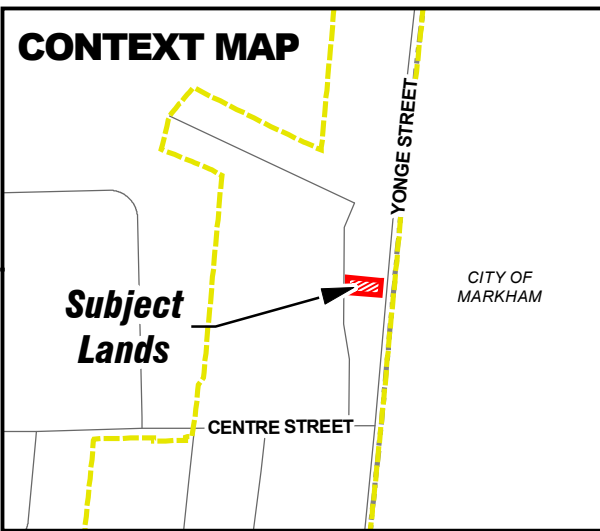 CONTEXT MAP
YONGE STREET
CITY OF
MARKHAM
Subject
Lands
CENTRE STREET